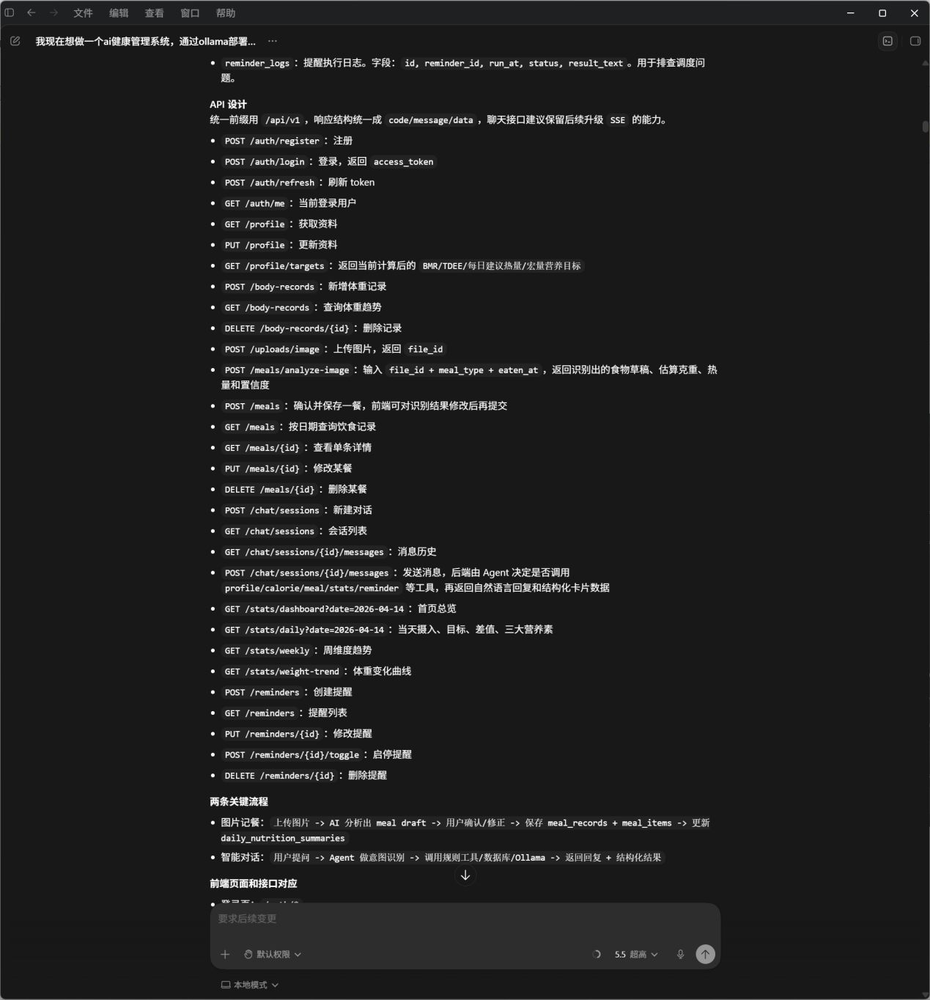 文件 编辑 查看 窗口 帮助
我现在想做一个ai健康管理系统，通过ollama部署... ...
reminder_logs：提醒执行日志。字段：id, reminder_id, run_at, status, result_text。用于排查调度问
题。
API 设计
统一前缀用 /api/v1，响应结构统一成 code/message/data，聊天接口建议保留后续升级 SSE 的能力。
POST /auth/register：注册
POST /auth/login：登录，返回 access_token
POST /auth/refresh：刷新 token
GET /auth/me：当前登录用户
GET /profile：获取资料
PUT /profile：更新资料
GET /profile/targets：返回当前计算后的 BMR/TDEE/每日建议热量/宏量营养目标
POST /body-records：新增体重记录
GET /body-records：查询体重趋势
DELETE /body-records/{id}：删除记录
POST /uploads/image：上传图片，返回 file_id
POST /meals/analyze-image：输入 file_id + meal_type + eaten_at，返回识别出的食物草稿、估算克重、热
量和置信度
POST /meals：确认并保存一餐，前端可对识别结果修改后再提交
GET /meals：按日期查询饮食记录
GET /meals/{id}：查看单条详情
PUT /meals/{id}：修改某餐
DELETE /meals/{id}：删除某餐
POST /chat/sessions：新建对话
GET /chat/sessions：会话列表
GET /chat/sessions/{id}/messages：消息历史
POST /chat/sessions/{id}/messages：发送消息，后端由 Agent 决定是否调用
profile/calorie/meal/stats/reminder 等工具，再返回自然语言回复和结构化卡片数据
GET /stats/dashboard?date=2026-04-14：首页总览
GET /stats/daily?date=2026-04-14：当天摄入、目标、差值、三大营养素
GET /stats/weekly：周维度趋势
GET /stats/weight-trend：体重变化曲线
POST /reminders：创建提醒
GET /reminders：提醒列表
PUT /reminders/{id}：修改提醒
POST /reminders/{id}/toggle：启停提醒
DELETE /reminders/{id}：删除提醒
两条关键流程
图片记餐：上传图片 -> AI 分析出 meal draft -> 用户确认/修正 -> 保存 meal_records + meal_items -> 更新
daily_nutrition_summaries
智能对话：用户提问 -> Agent 做意图识别 -> 调用规则工具/数据库/Ollama -> 返回回复 + 结构化结果
前端页面和接口对应
要求后续变更
默认权限 5.5 超高
本地模式